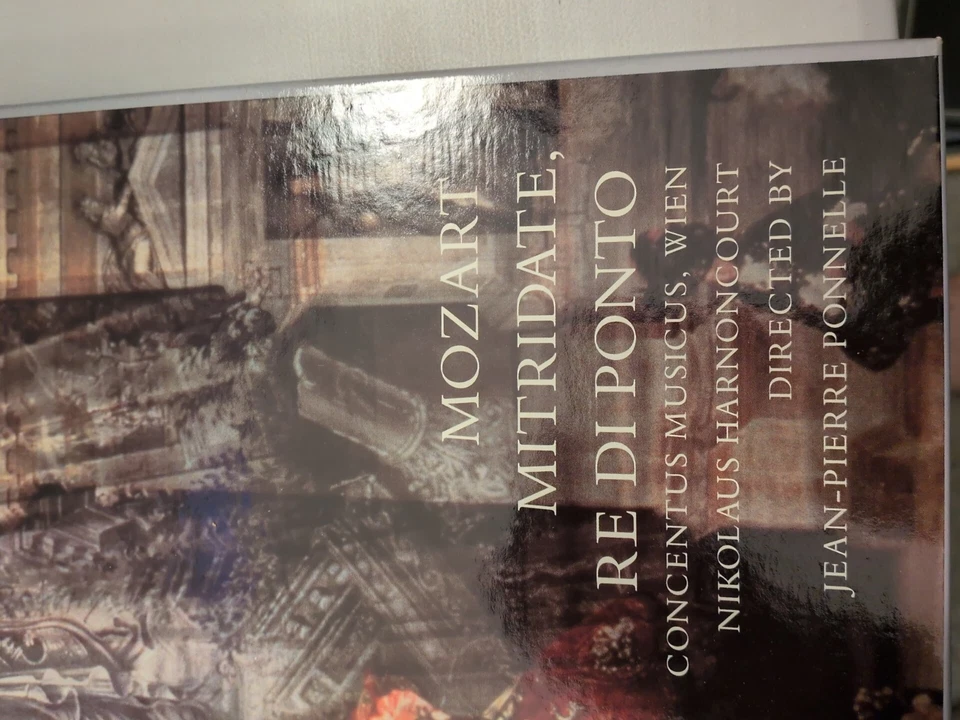 MOZART
MITRIDATE,
RE DI PONTO
CONCENTUS MUSICUS, WIEN
NIKOLAUS HARNONCOURT
DIRECTED BY
JEAN-PIERRE PONNELLE